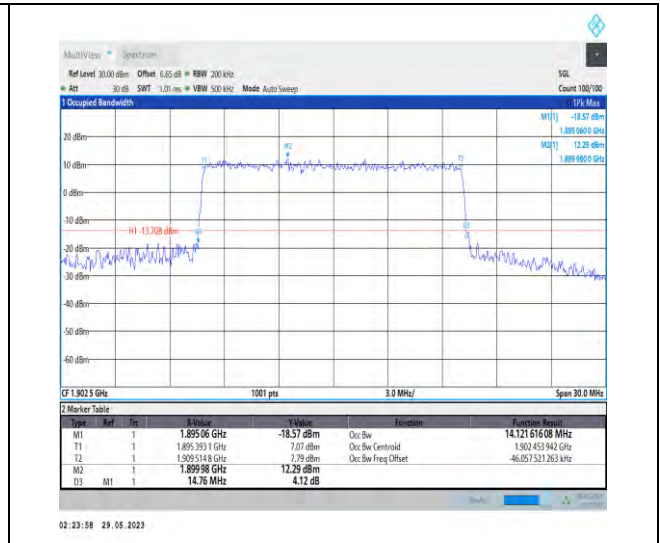 MultiView Spectrum
Ref Level 30.00 dBm Offset 6.65 dB RBW 200 kHz SGL
Att 30 dB SWT 1.01 ms VBW 500 kHz Mode Auto Sweep Count 100/100
1 Occupied Bandwidth 1Pk Max
M1[1] -18.57 dBm
1.895 060 0 GHz
M2[1] 12.29 dBm
1.899 980 0 GHz
20 dBm
M2
T1
T2
10 dBm
0 dBm
-10 dBm
H1 -13.708 dBm
-20 dBm
-30 dBm
-40 dBm
-50 dBm
-60 dBm
CF 1.902 5 GHz 1001 pts 3.0 MHz/ Span 30.0 MHz
2 Marker Table
Type Ref Trc X-Value Y-Value Function Function Result
M1 1 1.895 06 GHz -18.57 dBm Occ Bw 14.121 616 08 MHz
T1 1 1.895 393 1 GHz 7.07 dBm Occ Bw Centroid 1.902 453 942 GHz
T2 1 1.909 514 8 GHz 7.79 dBm Occ Bw Freq Offset -46.057 521 263 kHz
M2 1 1.899 98 GHz 12.29 dBm
D3 M1 1 14.76 MHz 4.12 dB
02:23:58 29.05.2023